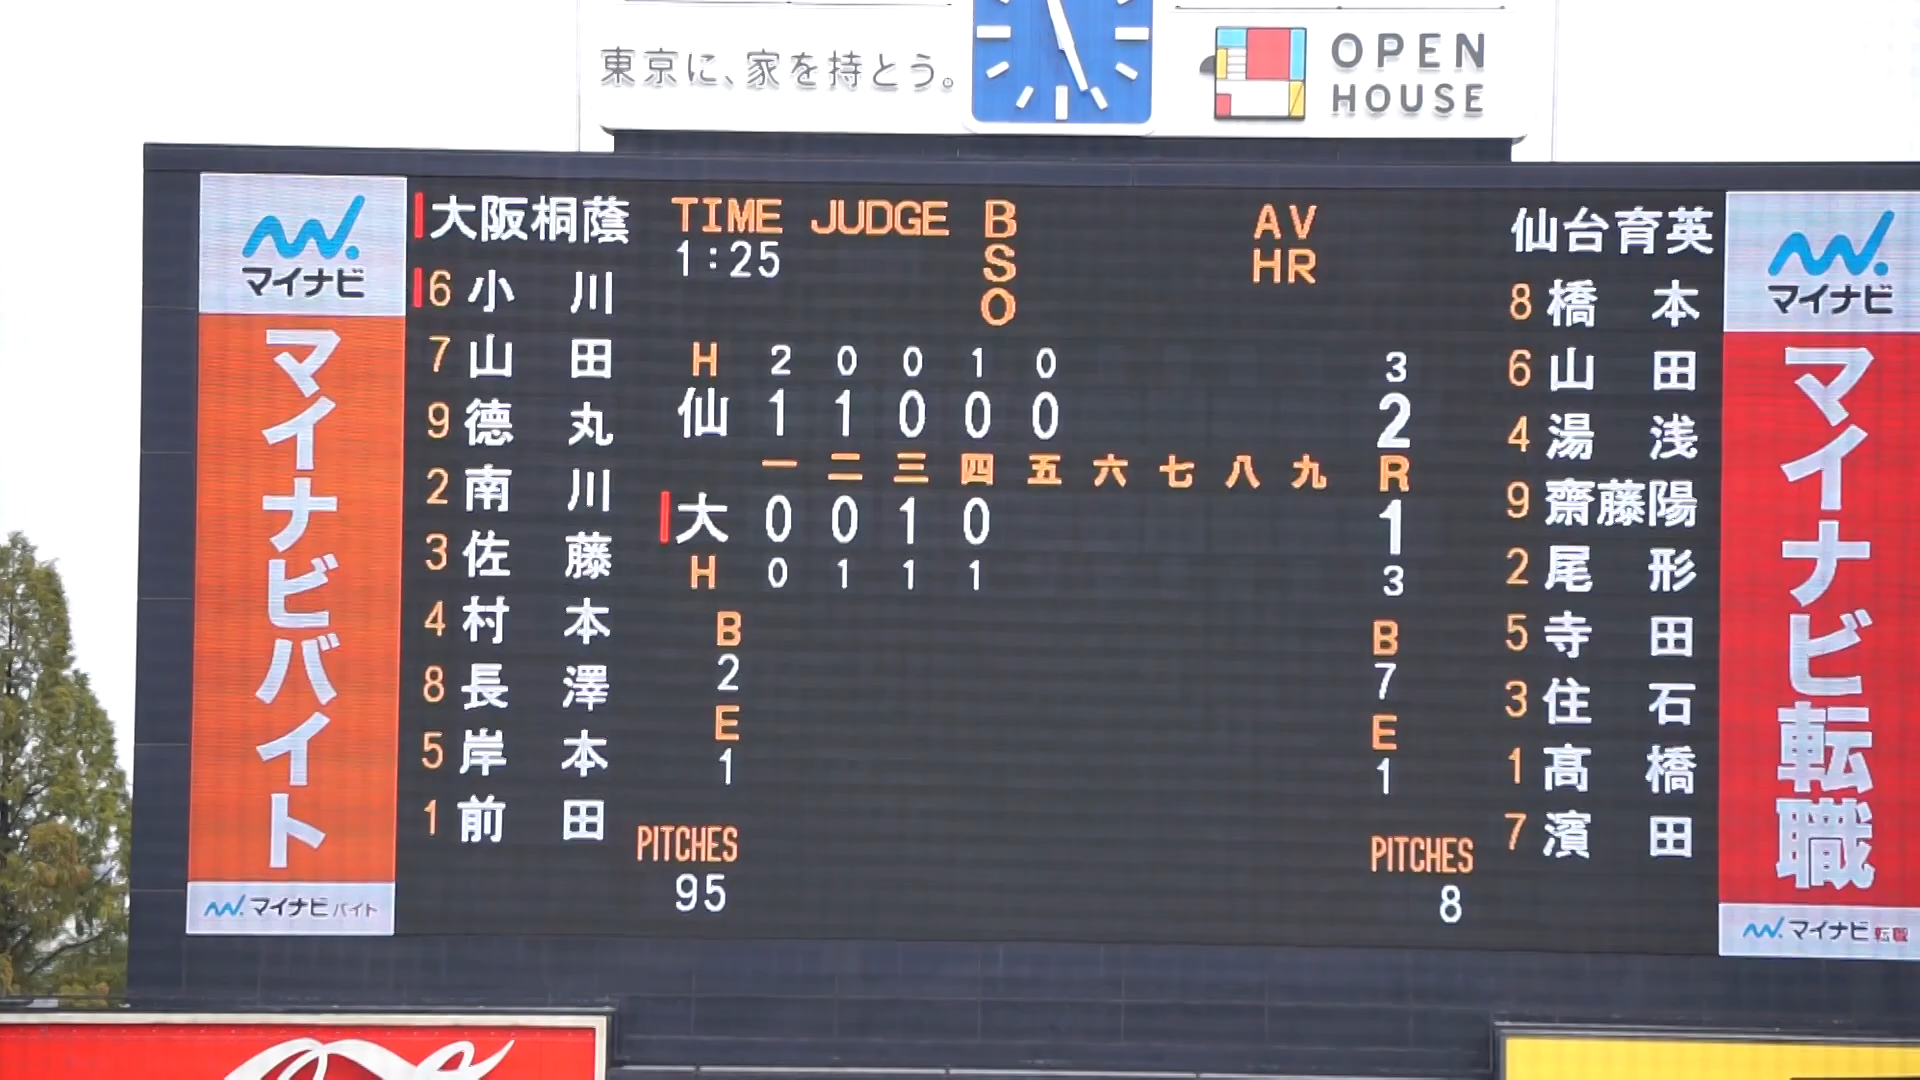 東京に、家を持とう。
OPEN
HOUSE
マイナビ
マイナビバイト
マイナビ バイト
大阪桐蔭
6 小川
7 山田
9 徳丸
2 南川
3 佐藤
4 村本
8 長澤
5 岸本
1 前田
TIME JUDGE B
1:25 S
O
AV
HR
H 2 0 0 1 0 3
仙 1 1 0 0 0 2
一 二 三 四 五 六 七 八 九 R
大 0 0 1 0 1
H 0 1 1 1 3
B B
2 7
E E
1 1
PITCHES PITCHES
95 8
仙台育英
8 橋本
6 山田
4 湯浅
9 齋藤陽
2 尾形
5 寺田
3 住石
1 髙橋
7 濱田
マイナビ
マイナビ転職
マイナビ 転職